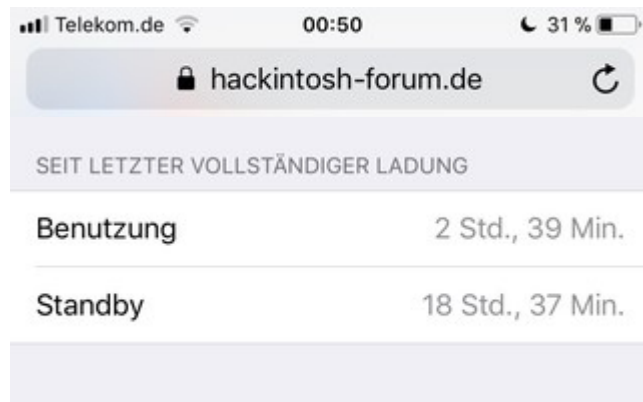 Telekom.de 00:50 31 %
hackintosh-forum.de
SEIT LETZTER VOLLSTÄNDIGER LADUNG
Benutzung 2 Std., 39 Min.
Standby 18 Std., 37 Min.